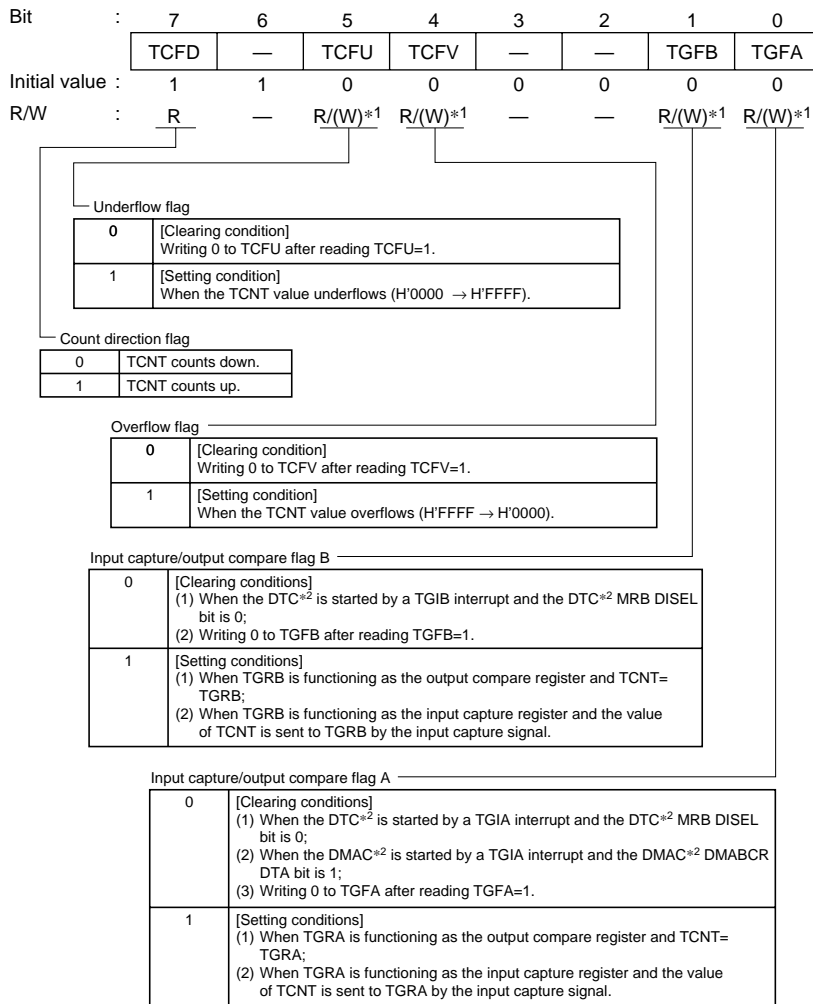 Bit : 7 6 5 4 3 2 1 0
TCFD — TCFU TCFV — — TGFB TGFA
Initial value : 1 1 0 0 0 0 0 0
R/W : R — R/(W)*1 R/(W)*1 — — R/(W)*1 R/(W)*1
Underflow flag
0 [Clearing condition]
Writing 0 to TCFU after reading TCFU=1.
1 [Setting condition]
When the TCNT value underflows (H'0000 → H'FFFF).
Count direction flag
0 TCNT counts down.
1 TCNT counts up.
Overflow flag
0 [Clearing condition]
Writing 0 to TCFV after reading TCFV=1.
1 [Setting condition]
When the TCNT value overflows (H'FFFF → H'0000).
Input capture/output compare flag B
0 [Clearing conditions]
(1) When the DTC*2 is started by a TGIB interrupt and the DTC*2 MRB DISEL
bit is 0;
(2) Writing 0 to TGFB after reading TGFB=1.
1 [Setting conditions]
(1) When TGRB is functioning as the output compare register and TCNT=
TGRB;
(2) When TGRB is functioning as the input capture register and the value
of TCNT is sent to TGRB by the input capture signal.
Input capture/output compare flag A
0 [Clearing conditions]
(1) When the DTC*2 is started by a TGIA interrupt and the DTC*2 MRB DISEL
bit is 0;
(2) When the DMAC*2 is started by a TGIA interrupt and the DMAC*2 DMABCR
DTA bit is 1;
(3) Writing 0 to TGFA after reading TGFA=1.
1 [Setting conditions]
(1) When TGRA is functioning as the output compare register and TCNT=
TGRA;
(2) When TGRA is functioning as the input capture register and the value
of TCNT is sent to TGRA by the input capture signal.